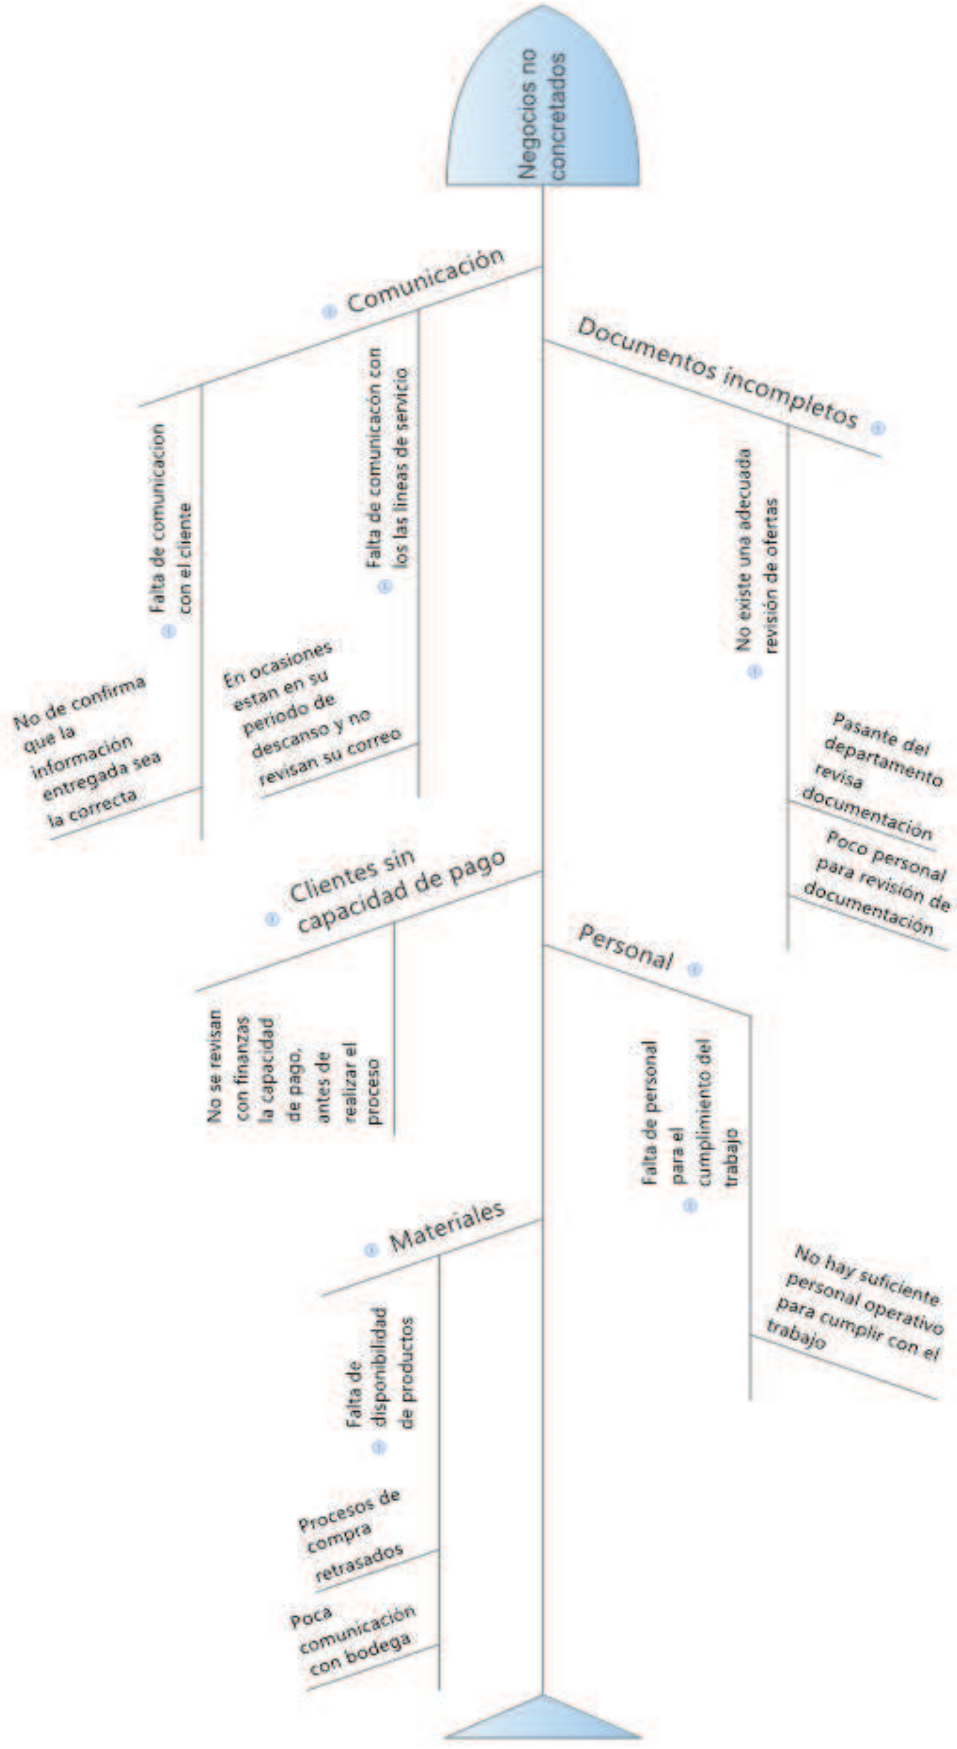 Negocios no
concretados
Comunicación
Falta de comunicacion
con el cliente
No de confirma
que la
información
entregada sea
la correcta
Falta de comunicacón con
los las líneas de servicio
En ocasiones
estan en su
periodo de
descanso y no
revisan su correo
Documentos incompletos
No existe una adecuada
revisión de ofertas
Pasante del
departamento
revisa
documentación
Poco personal
para revisión de
documentación
Clientes sin
capacidad de pago
No se revisan
con finanzas
la capacidad
de pago,
antes de
realizar el
proceso
Personal
Falta de personal
para el
cumplimiento del
trabajo
No hay suficiente
personal operativo
para cumplir con el
trabajo
Materiales
Falta de
disponibilidad
de productos
Procesos de
compra
retrasados
Poca
comunicación
con bodega